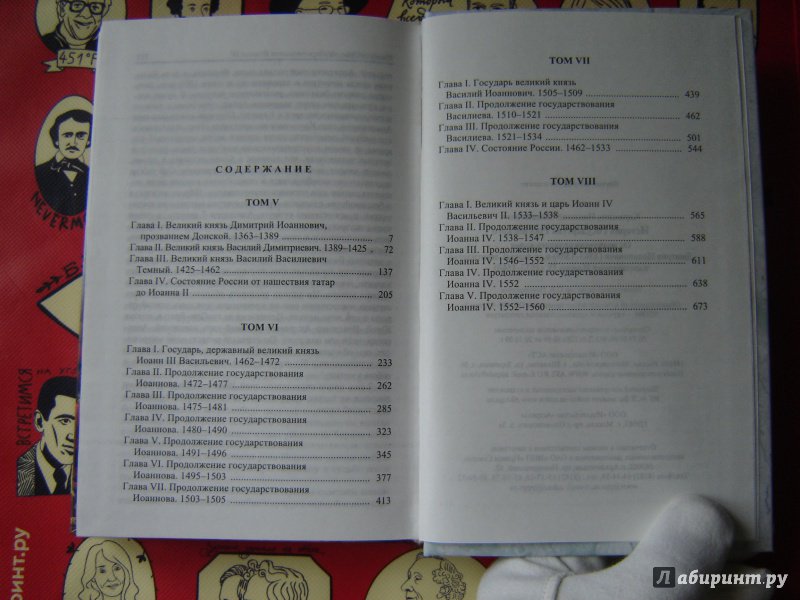 451°F
который
всё
NEVERMORE
Б
ВСТРЕТИМСЯ
НА УГЛУ
ринт.ру
СОДЕРЖАНИЕ
ТОМ V
Глава I. Великий князь Димитрий Иоаннович,
прозванием Донской. 1363–1389 7
Глава II. Великий князь Василий Димитриевич. 1389–1425 72
Глава III. Великий князь Василий Василиевич
Темный. 1425–1462 137
Глава IV. Состояние России от нашествия татар
до Иоанна II 205
ТОМ VI
Глава I. Государь, державный великий князь
Иоанн III Васильевич. 1462–1472 233
Глава II. Продолжение государствования
Иоаннова. 1472–1477 262
Глава III. Продолжение государствования
Иоаннова. 1475–1481 285
Глава IV. Продолжение государствования
Иоаннова. 1480–1490 323
Глава V. Продолжение государствования
Иоаннова. 1491–1496 345
Глава VI. Продолжение государствования
Иоаннова. 1495–1503 377
Глава VII. Продолжение государствования
Иоаннова. 1503–1505 413
ТОМ VII
Глава I. Государь великий князь
Василий Иоаннович. 1505–1509 439
Глава II. Продолжение государствования
Василиева. 1510–1521 462
Глава III. Продолжение государствования
Василиева. 1521–1534 501
Глава IV. Состояние России. 1462–1533 544
ТОМ VIII
Глава I. Великий князь и царь Иоанн IV
Васильевич II. 1533–1538 565
Глава II. Продолжение государствования
Иоанна IV. 1538–1547 588
Глава III. Продолжение государствования
Иоанна IV. 1546–1552 611
Глава IV. Продолжение государствования
Иоанна IV. 1552 638
Глава V. Продолжение государствования
Иоанна IV. 1552–1560 673
Лабиринт.ру